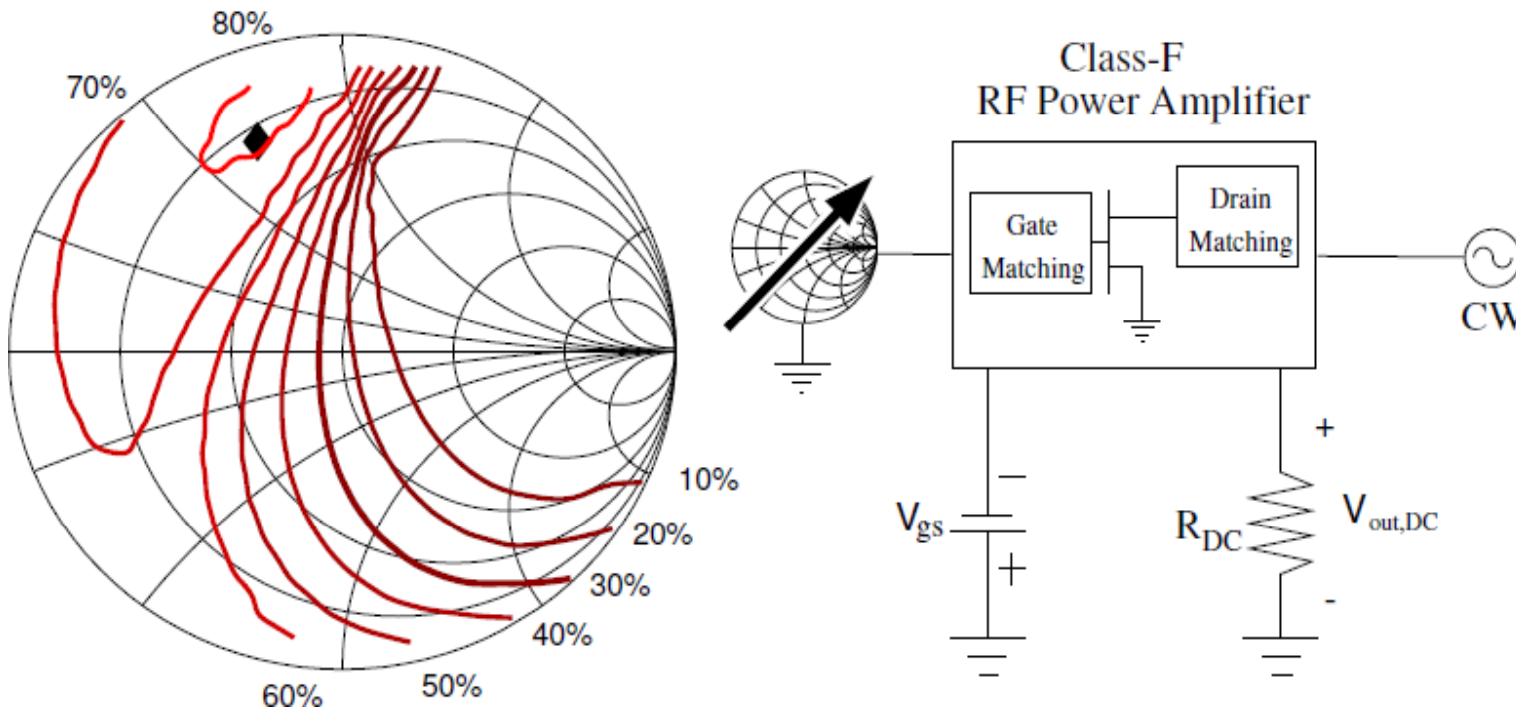 80%
70%
10%
20%
30%
40%
50%
60%
Class-F
RF Power Amplifier
Gate
Matching
Drain
Matching
CW
−
Vgs
+
+
RDC
Vout,DC
-